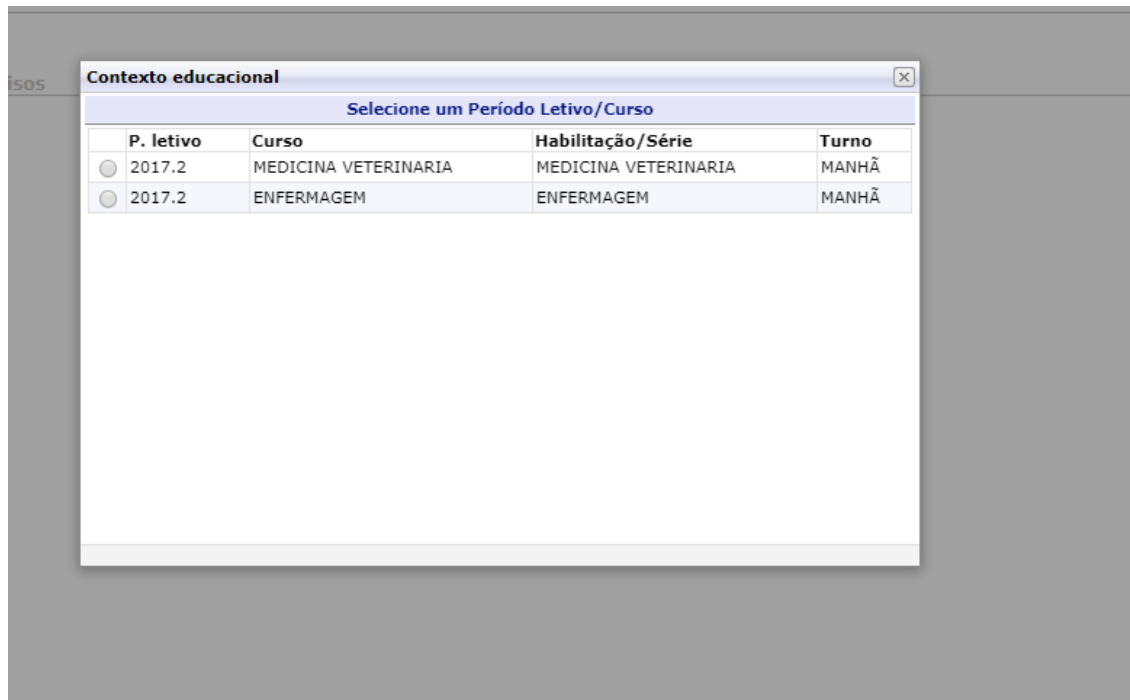 isos
Contexto educacional
Selecione um Período Letivo/Curso
P. letivo Curso Habilitação/Série Turno
2017.2 MEDICINA VETERINARIA MEDICINA VETERINARIA MANHÃ
2017.2 ENFERMAGEM ENFERMAGEM MANHÃ